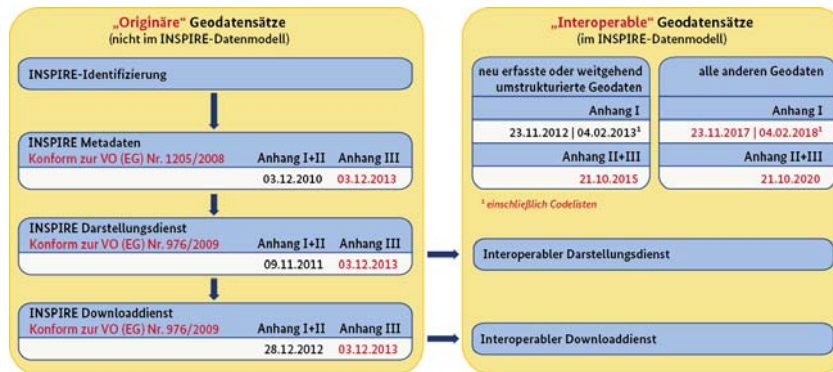 „Originäre“ Geodatensätze
(nicht im INSPIRE-Datenmodell)
INSPIRE-Identifizierung
INSPIRE Metadaten
Konform zur VO (EG) Nr. 1205/2008 Anhang I+II Anhang III
03.12.2010 03.12.2013
INSPIRE Darstellungsdienst
Konform zur VO (EG) Nr. 976/2009 Anhang I+II Anhang III
09.11.2011 03.12.2013
INSPIRE Downloaddienst
Konform zur VO (EG) Nr. 976/2009 Anhang I+II Anhang III
28.12.2012 03.12.2013
„Interoperable“ Geodatensätze
(im INSPIRE-Datenmodell)
neu erfasste oder weitgehend
umstrukturierte Geodaten
Anhang I
23.11.2012 | 04.02.2013¹
Anhang II+III
21.10.2015
alle anderen Geodaten
Anhang I
23.11.2017 | 04.02.2018¹
Anhang II+III
21.10.2020
¹ einschließlich Codelisten
Interoperabler Darstellungsdienst
Interoperabler Downloaddienst